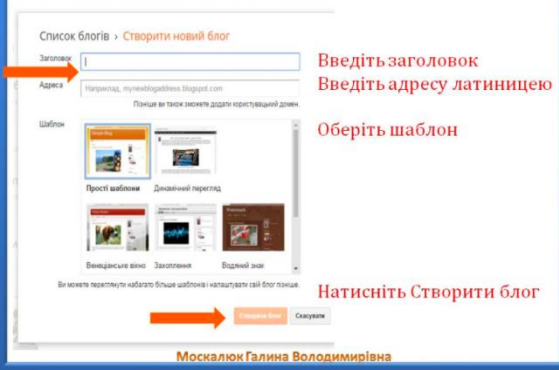 Список блогів › Створити новий блог
Заголовок
Введіть заголовок
Адреса
Наприклад, mynewblogaddress.blogspot.com
Введіть адресу латиницею
Пізніше ви також зможете додати користувацький домен.
Шаблон
Оберіть шаблон
Simple Blog
Прості шаблони
Динамічний перегляд
Венеціанське вікно
Захоплення
Водяний знак
Ви можете переглянути набагато більше шаблонів і налаштувати свій блог пізніше.
Натисніть Створити блог
Створити блог
Скасувати
Москалюк Галина Володимирівна